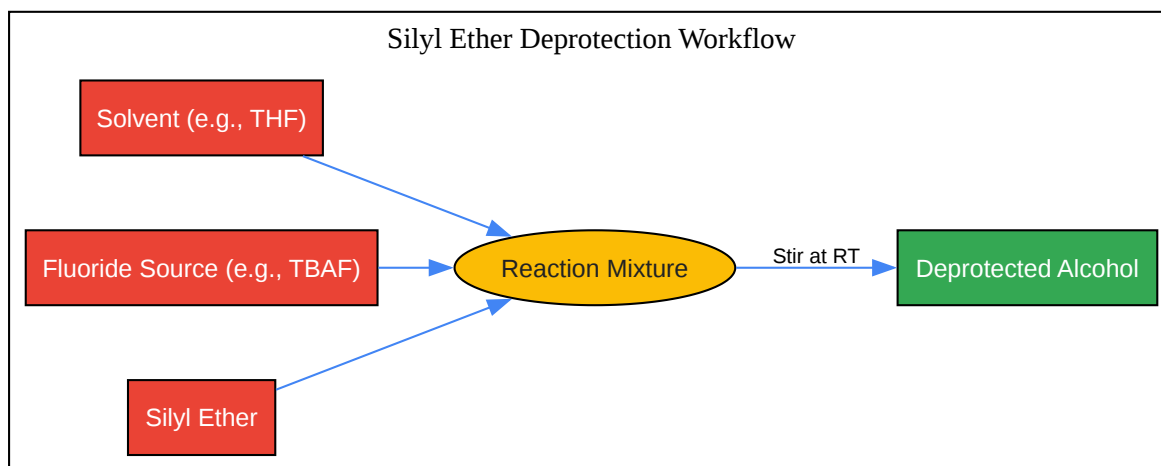 Silyl Ether Deprotection Workflow
Solvent (e.g., THF)
Fluoride Source (e.g., TBAF)
Reaction Mixture
Stir at RT
Deprotected Alcohol
Silyl Ether